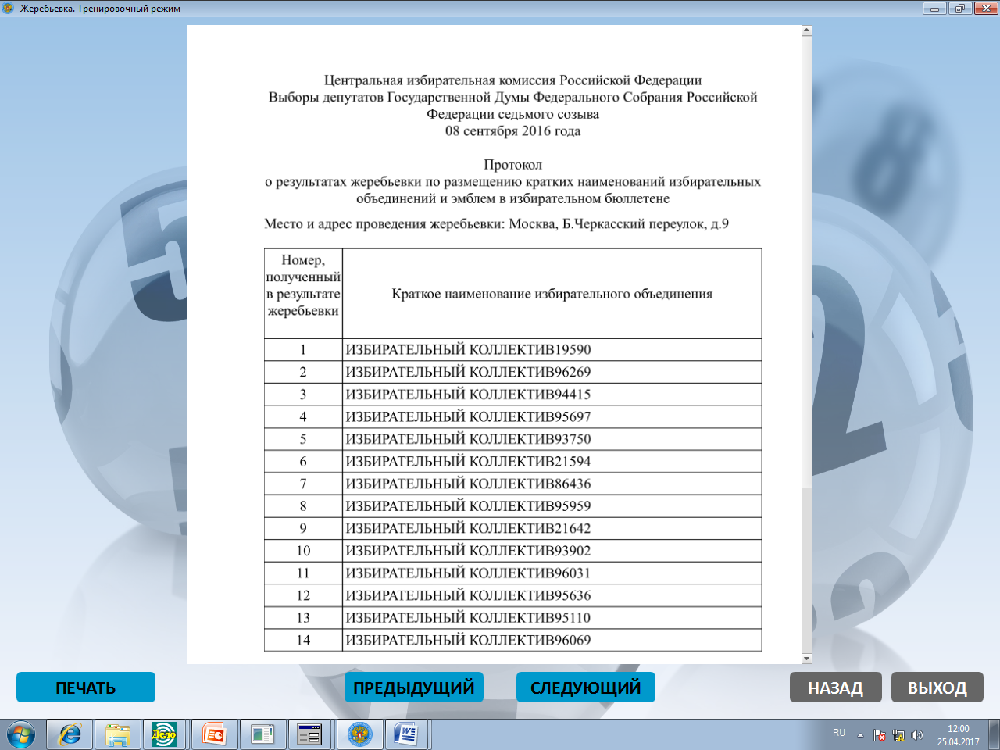 Жеребьевка. Тренировочный режим
Центральная избирательная комиссия Российской Федерации
Выборы депутатов Государственной Думы Федерального Собрания Российской
Федерации седьмого созыва
08 сентября 2016 года
Протокол
о результатах жеребьевки по размещению кратких наименований избирательных
объединений и эмблем в избирательном бюллетене
Место и адрес проведения жеребьевки: Москва, Б.Черкасский переулок, д.9
Номер,
полученный
в результате
жеребьевки
Краткое наименование избирательного объединения
1 ИЗБИРАТЕЛЬНЫЙ КОЛЛЕКТИВ19590
2 ИЗБИРАТЕЛЬНЫЙ КОЛЛЕКТИВ96269
3 ИЗБИРАТЕЛЬНЫЙ КОЛЛЕКТИВ94415
4 ИЗБИРАТЕЛЬНЫЙ КОЛЛЕКТИВ95697
5 ИЗБИРАТЕЛЬНЫЙ КОЛЛЕКТИВ93750
6 ИЗБИРАТЕЛЬНЫЙ КОЛЛЕКТИВ21594
7 ИЗБИРАТЕЛЬНЫЙ КОЛЛЕКТИВ86436
8 ИЗБИРАТЕЛЬНЫЙ КОЛЛЕКТИВ95959
9 ИЗБИРАТЕЛЬНЫЙ КОЛЛЕКТИВ21642
10 ИЗБИРАТЕЛЬНЫЙ КОЛЛЕКТИВ93902
11 ИЗБИРАТЕЛЬНЫЙ КОЛЛЕКТИВ96031
12 ИЗБИРАТЕЛЬНЫЙ КОЛЛЕКТИВ95636
13 ИЗБИРАТЕЛЬНЫЙ КОЛЛЕКТИВ95110
14 ИЗБИРАТЕЛЬНЫЙ КОЛЛЕКТИВ96069
ПЕЧАТЬ ПРЕДЫДУЩИЙ СЛЕДУЮЩИЙ НАЗАД ВЫХОД
Дело
RU
12:00
25.04.2017